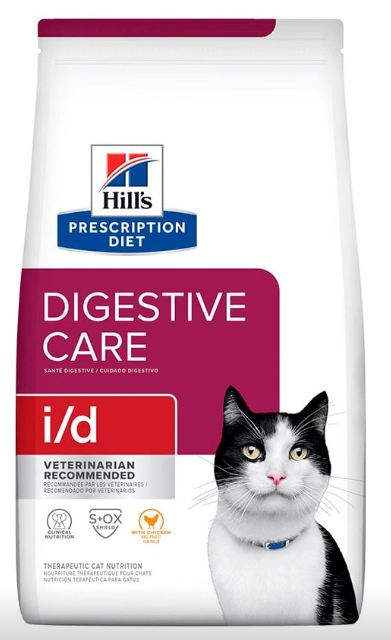 Hill's
PRESCRIPTION
DIET
DIGESTIVE
CARE
SANTÉ DIGESTIVE / CUIDADO DIGESTIVO
i/d
VETERINARIAN
RECOMMENDED
RECOMMANDÉE PAR LES VÉTÉRINAIRES /
RECOMENDADO POR VETERINARIOS
CLINICAL
NUTRITION
S+OX
SHIELD
WITH CHICKEN
THERAPEUTIC CAT NUTRITION
NOURRITURE THÉRAPEUTIQUE POUR CHATS
NUTRICIÓN TERAPÉUTICA PARA GATOS